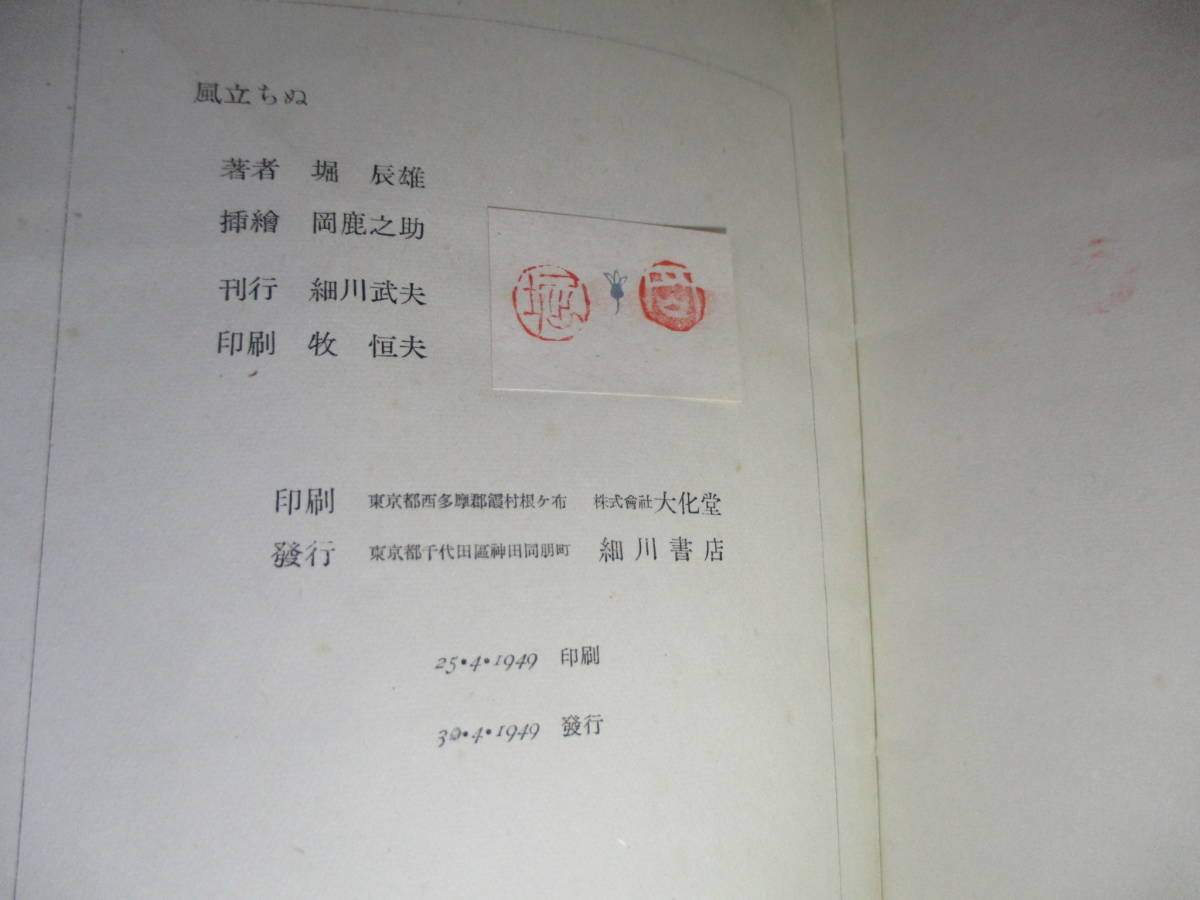 風立ちぬ
著者 堀 辰雄
挿繪 岡鹿之助
刊行 細川武夫
印刷 牧 恒夫
堀
印刷 東京都西多摩郡霞村根ケ布 株式會社 大化堂
發行 東京都千代田區神田同朋町 細川書店
25・4・1949 印刷
30・4・1949 發行